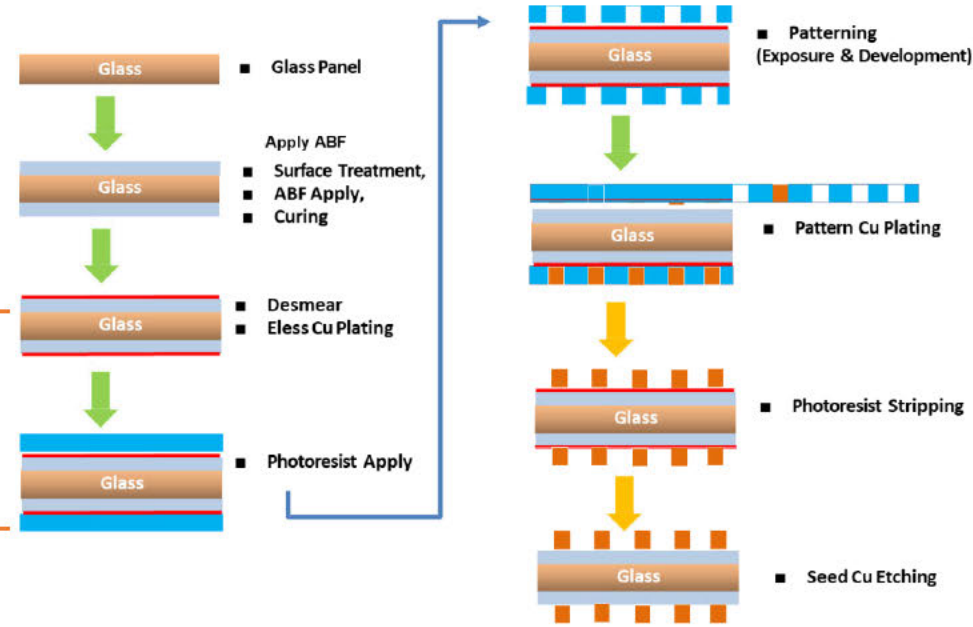 Glass
Glass Panel
Apply ABF
Glass
Surface Treatment,
ABF Apply,
Curing
Glass
Desmear
Eless Cu Plating
Glass
Photoresist Apply
Glass
Patterning
(Exposure & Development)
Glass
Pattern Cu Plating
Glass
Photoresist Stripping
Glass
Seed Cu Etching